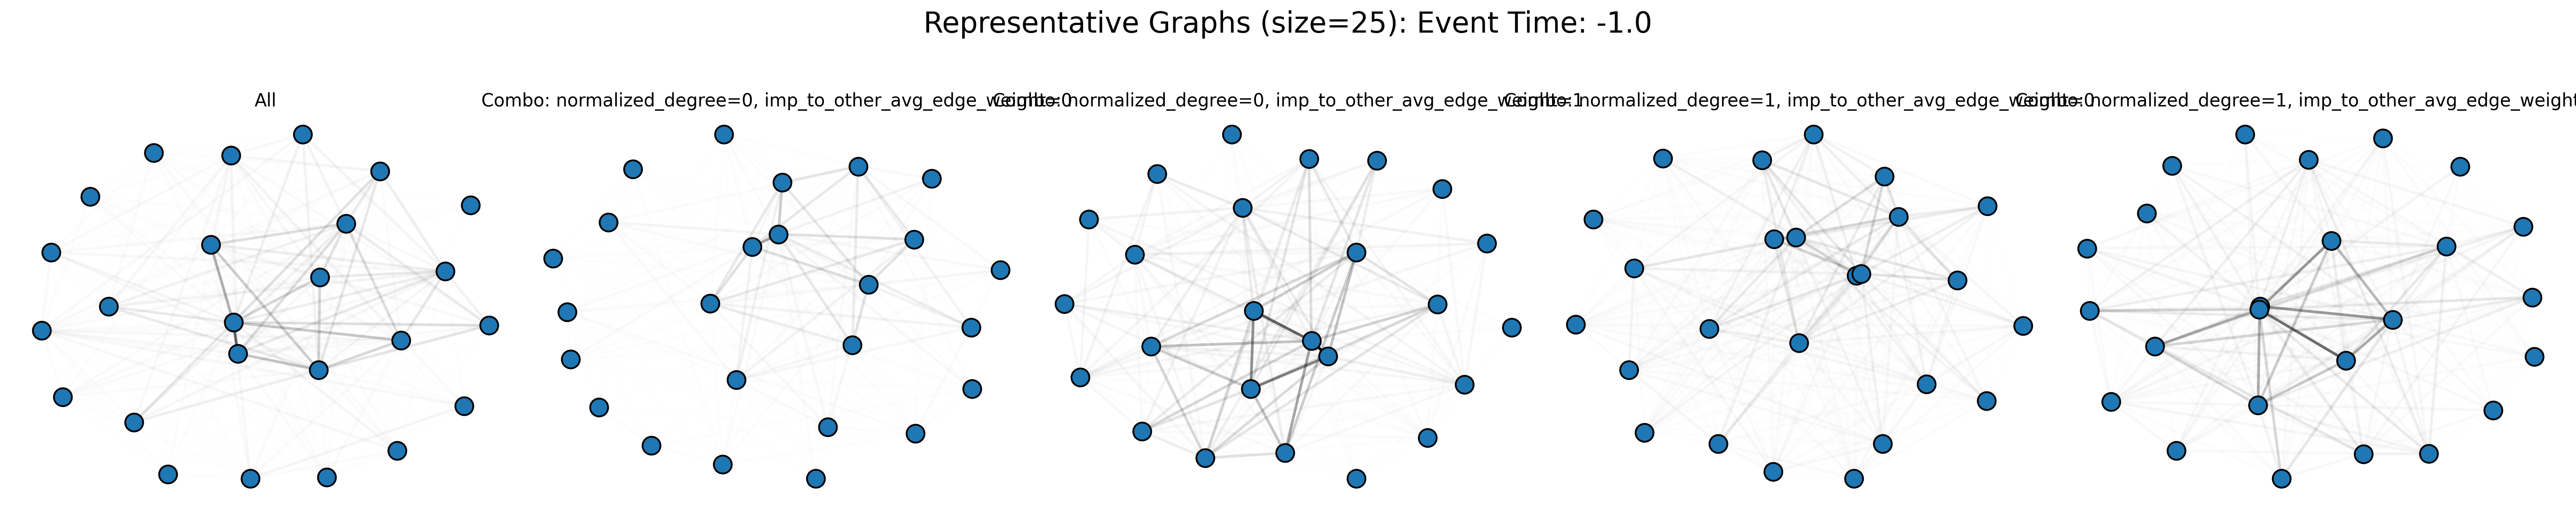 Representative Graphs (size=25): Event Time: -1.0
All
Combo: normalized_degree=0, imp_to_other_avg_edge_weight=0
Combo: normalized_degree=0, imp_to_other_avg_edge_weight=1
Combo: normalized_degree=1, imp_to_other_avg_edge_weight=0
Combo: normalized_degree=1, imp_to_other_avg_edge_weight